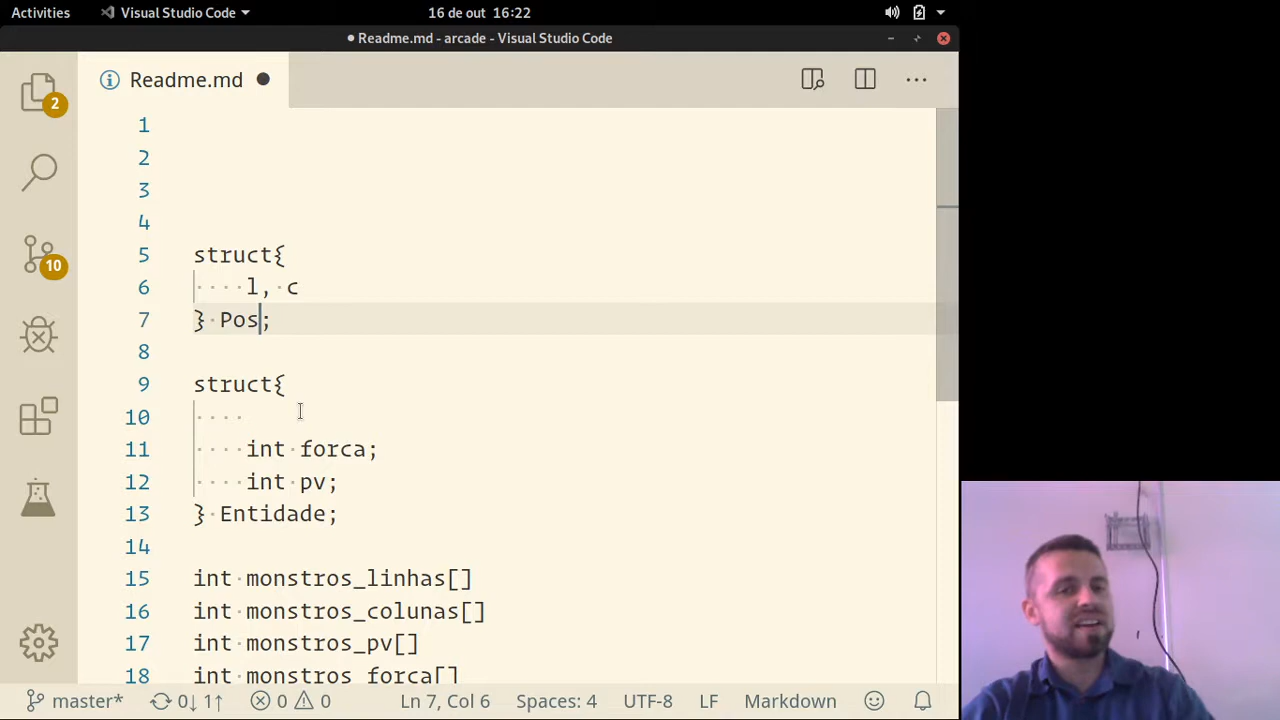 Activities Visual Studio Code 16 de out 16:22
● Readme.md - arcade - Visual Studio Code
Readme.md
2
10
1
2
3
4
5 struct{
6 ····l,·c
7 }·Pos;
8
9 struct{
10 ····
11 ····int·forca;
12 ····int·pv;
13 }·Entidade;
14
15 int·monstros_linhas[]
16 int·monstros_colunas[]
17 int·monstros_pv[]
18 int·monstros_forca[]
master* 0↓ 1↑ 0 0 Ln 7, Col 6 Spaces: 4 UTF-8 LF Markdown